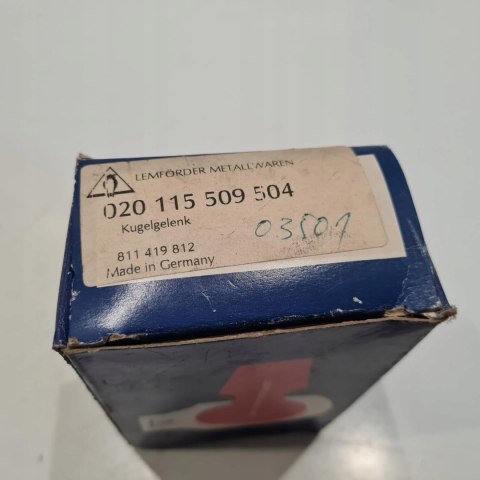 LEMFÖRDER METALLWAREN
020 115 509 504
Kugelgelenk
03501
811 419 812
Made in Germany